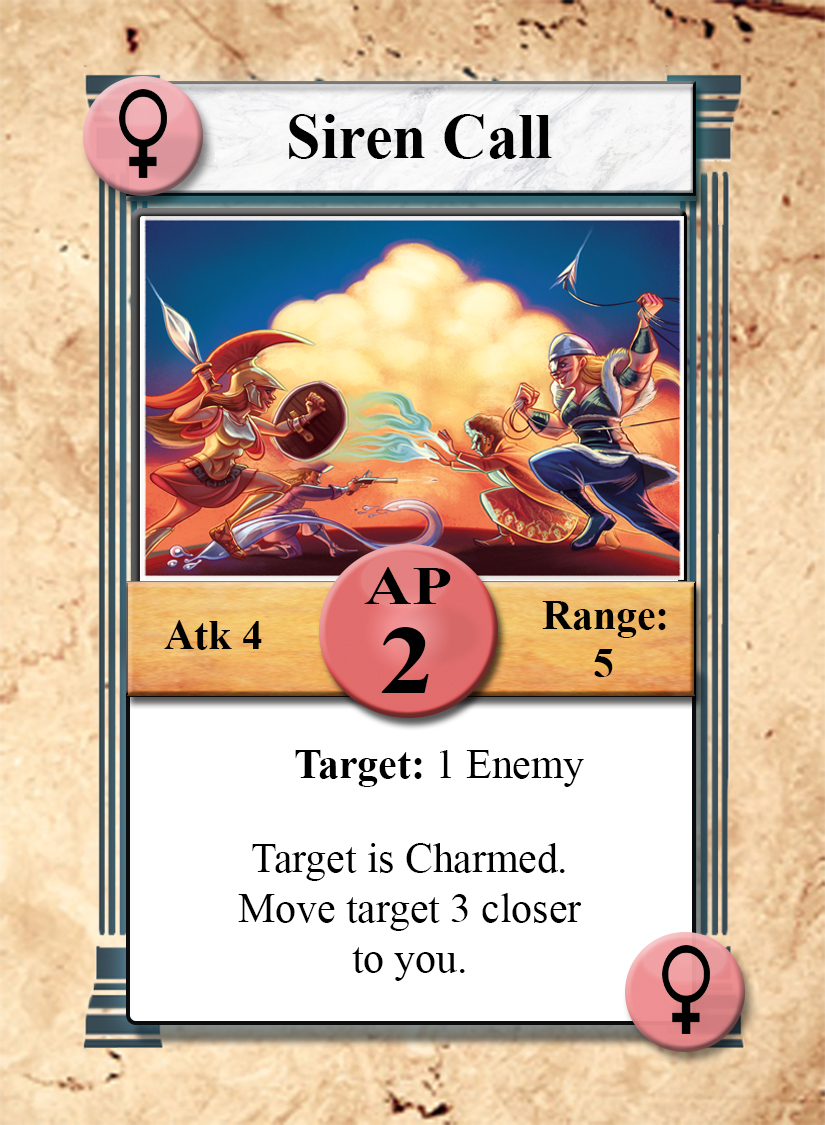 Siren Call
Atk 4
AP
2
Range:
5
Target: 1 Enemy
Target is Charmed.
Move target 3 closer
to you.